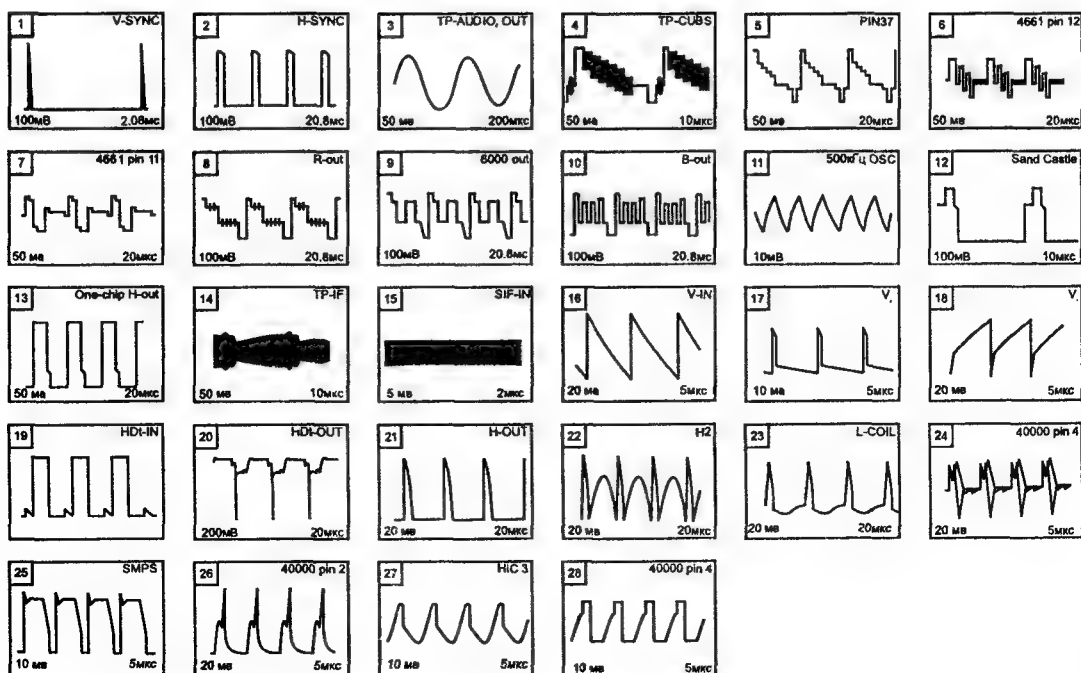 1 V-SYNC
100мВ 2.08мс
2 H-SYNC
100мВ 20.8мс
3 TP-AUDIO, OUT
50 мв 200мкс
4 TP-CUBS
50 мв 10мкс
5 PIN37
50 мв 20мкс
6 4661 pin 12
50 мв 20мкс
7 4661 pin 11
50 мв 20мкс
8 R-out
100мВ 20.8мкс
9 6000 out
100мВ 20.8мкс
10 B-out
100мВ 20.8мкс
11 500кГц OSC
10мВ
12 Sand Castle
100мВ 10мкс
13 One-chip H-out
50 мв 20мкс
14 TP-IF
50 мв 10мкс
15 SIF-IN
5 мв 2мкс
16 V-IN
20 мв 5мкс
17 V,
10 мв 5мкс
18
20 мв 5мкс
19 HDt-IN
20 HDt-OUT
200мВ 20мкс
21 H-OUT
20 мв 20мкс
22 H2
20 мв 20мкс
23 L-COIL
20 мв 20мкс
24 40000 pin 4
20 мв 5мкс
25 SMPS
10 мв 5мкс
26 40000 pin 2
20 мв 5мкс
27 HiC 3
10 мв 5мкс
28 40000 pin 4
10 мв 5мкс